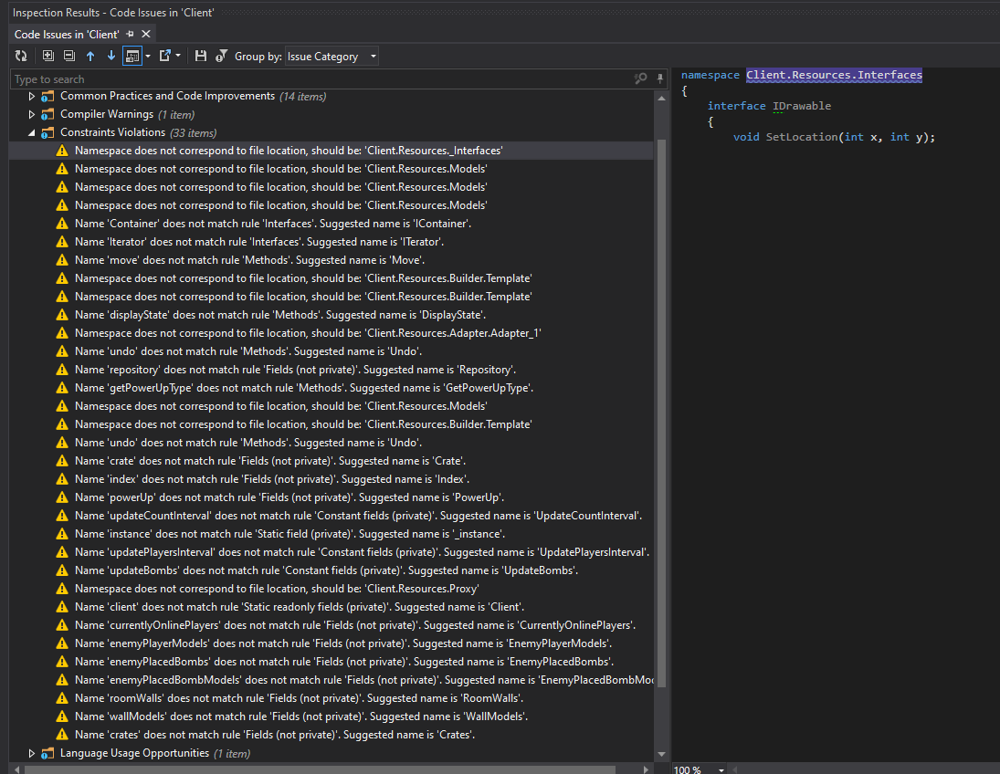 Inspection Results - Code Issues in 'Client'
Code Issues in 'Client'
Group by: Issue Category
Type to search
Common Practices and Code Improvements (14 items)
Compiler Warnings (1 item)
Constraints Violations (33 items)
Namespace does not correspond to file location, should be: 'Client.Resources._Interfaces'
Namespace does not correspond to file location, should be: 'Client.Resources.Models'
Namespace does not correspond to file location, should be: 'Client.Resources.Models'
Namespace does not correspond to file location, should be: 'Client.Resources.Models'
Name 'Container' does not match rule 'Interfaces'. Suggested name is 'IContainer'.
Name 'Iterator' does not match rule 'Interfaces'. Suggested name is 'ITerator'.
Name 'move' does not match rule 'Methods'. Suggested name is 'Move'.
Namespace does not correspond to file location, should be: 'Client.Resources.Builder.Template'
Namespace does not correspond to file location, should be: 'Client.Resources.Builder.Template'
Name 'displayState' does not match rule 'Methods'. Suggested name is 'DisplayState'.
Namespace does not correspond to file location, should be: 'Client.Resources.Adapter.Adapter_1'
Name 'undo' does not match rule 'Methods'. Suggested name is 'Undo'.
Name 'repository' does not match rule 'Fields (not private)'. Suggested name is 'Repository'.
Name 'getPowerUpType' does not match rule 'Methods'. Suggested name is 'GetPowerUpType'.
Namespace does not correspond to file location, should be: 'Client.Resources.Models'
Namespace does not correspond to file location, should be: 'Client.Resources.Builder.Template'
Name 'undo' does not match rule 'Methods'. Suggested name is 'Undo'.
Name 'crate' does not match rule 'Fields (not private)'. Suggested name is 'Crate'.
Name 'index' does not match rule 'Fields (not private)'. Suggested name is 'Index'.
Name 'powerUp' does not match rule 'Fields (not private)'. Suggested name is 'PowerUp'.
Name 'updateCountInterval' does not match rule 'Constant fields (private)'. Suggested name is 'UpdateCountInterval'.
Name 'instance' does not match rule 'Static field (private)'. Suggested name is '_instance'.
Name 'updatePlayersInterval' does not match rule 'Constant fields (private)'. Suggested name is 'UpdatePlayersInterval'.
Name 'updateBombs' does not match rule 'Constant fields (private)'. Suggested name is 'UpdateBombs'.
Namespace does not correspond to file location, should be: 'Client.Resources.Proxy'
Name 'client' does not match rule 'Static readonly fields (private)'. Suggested name is 'Client'.
Name 'currentlyOnlinePlayers' does not match rule 'Fields (not private)'. Suggested name is 'CurrentlyOnlinePlayers'.
Name 'enemyPlayerModels' does not match rule 'Fields (not private)'. Suggested name is 'EnemyPlayerModels'.
Name 'enemyPlacedBombs' does not match rule 'Fields (not private)'. Suggested name is 'EnemyPlacedBombs'.
Name 'enemyPlacedBombModels' does not match rule 'Fields (not private)'. Suggested name is 'EnemyPlacedBombMo
Name 'roomWalls' does not match rule 'Fields (not private)'. Suggested name is 'RoomWalls'.
Name 'wallModels' does not match rule 'Fields (not private)'. Suggested name is 'WallModels'.
Name 'crates' does not match rule 'Fields (not private)'. Suggested name is 'Crates'.
Language Usage Opportunities (1 item)
namespace Client.Resources.Interfaces
{
interface IDrawable
{
void SetLocation(int x, int y);
100 %